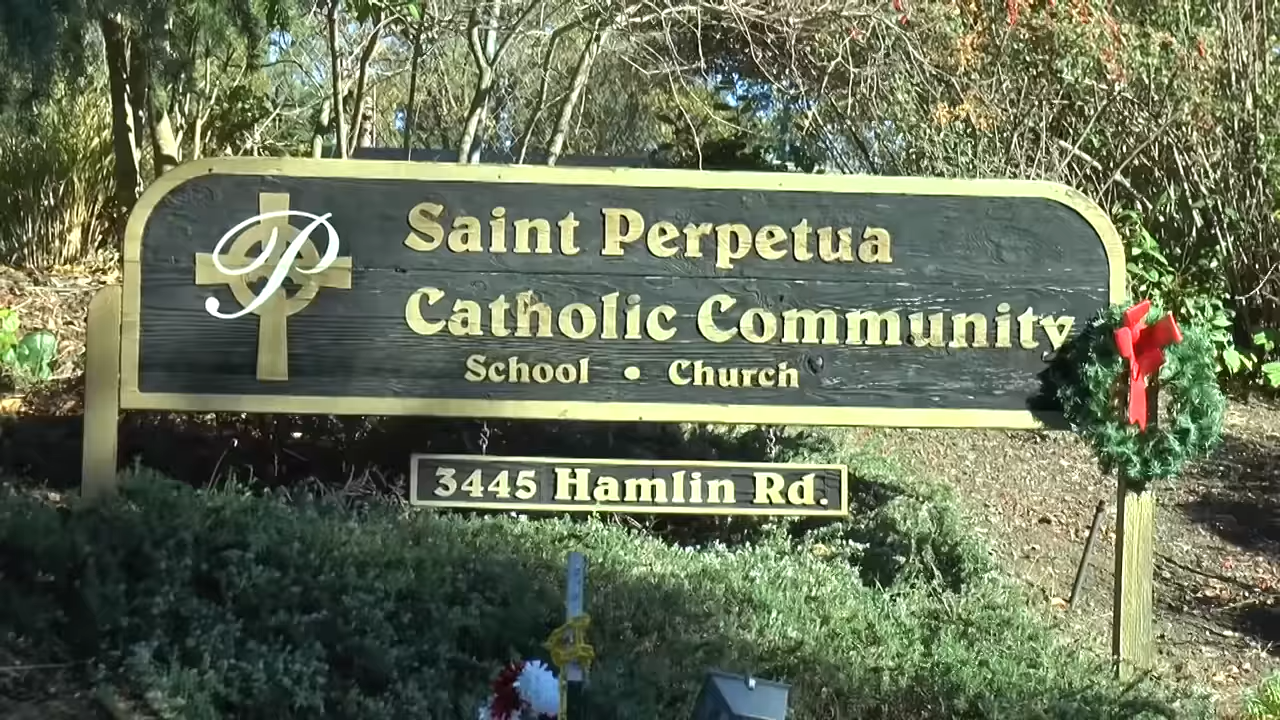 P
Saint Perpetua
Catholic Community
School • Church
3445 Hamlin Rd.